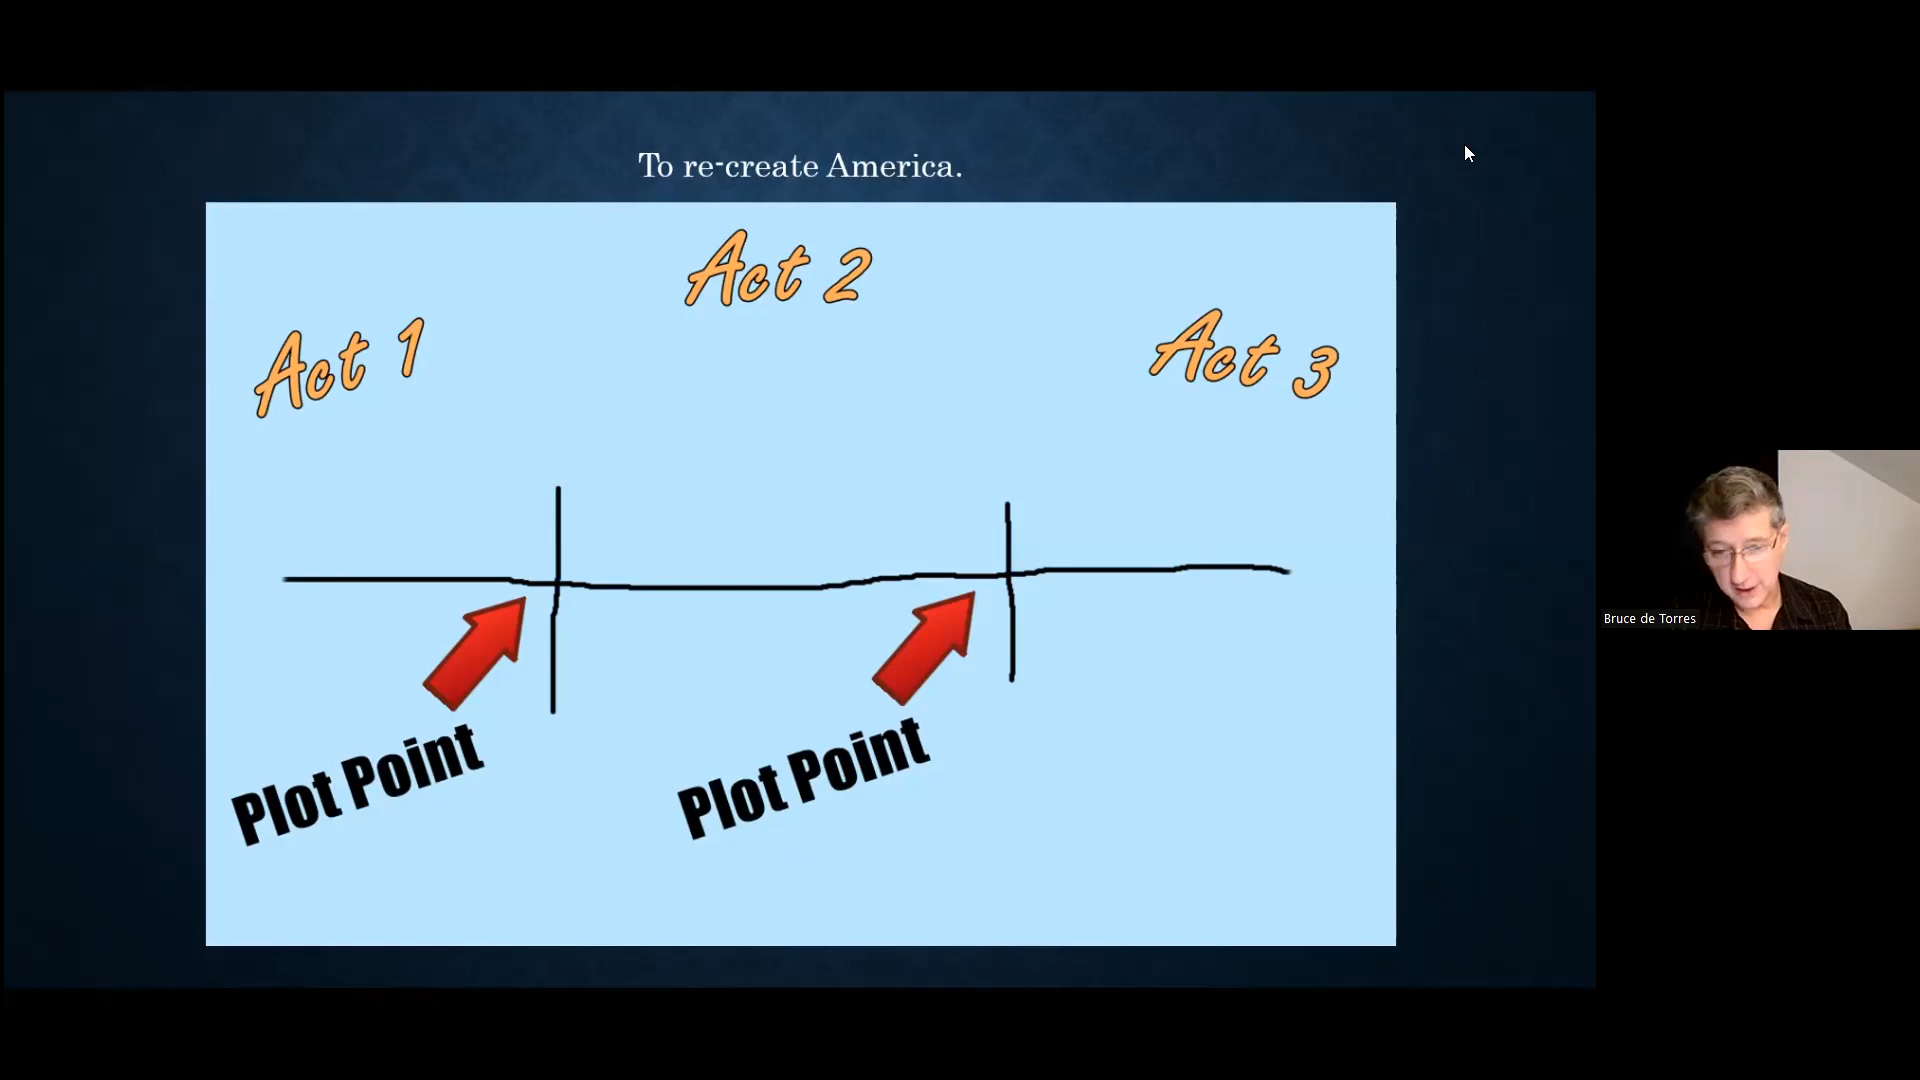 To re-create America.
Act 1
Act 2
Act 3
Plot Point
Plot Point
Bruce de Torres